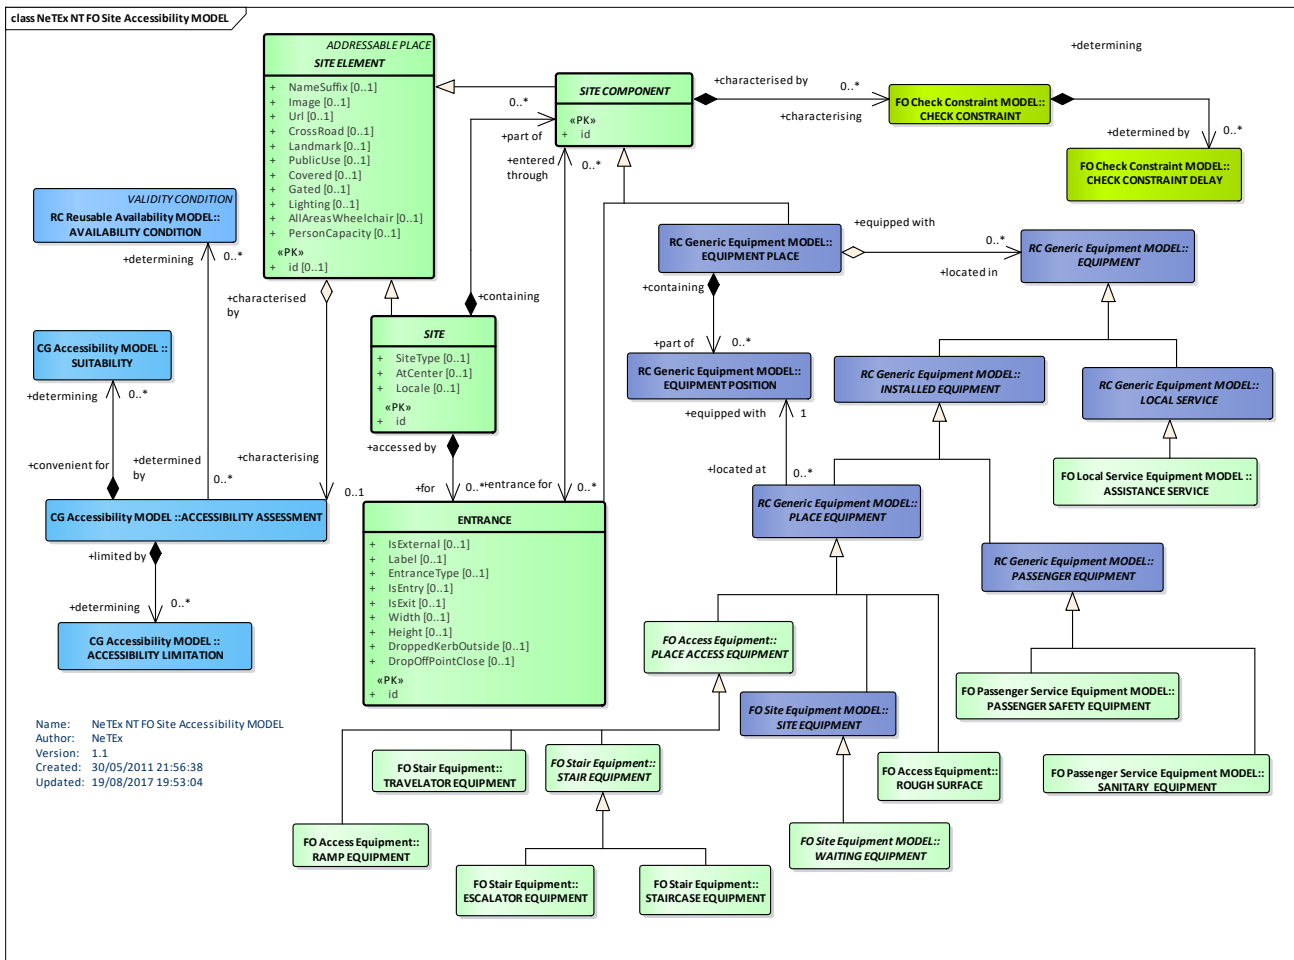 class NeTEx NT FO Site Accessibility MODEL
ADDRESSABLE PLACE
SITE ELEMENT
+ NameSuffix [0..1]
+ Image [0..1]
+ Url [0..1]
+ CrossRoad [0..1]
+ Landmark [0..1]
+ PublicUse [0..1]
+ Covered [0..1]
+ Gated [0..1]
+ Lighting [0..1]
+ AllAreasWheelchair [0..1]
+ PersonCapacity [0..1]
«PK»
+ id [0..1]
SITE COMPONENT
«PK»
+ id
0..*
+part of
+entered
through
0..*
+characterised by
0..*
+characterising
FO Check Constraint MODEL::
CHECK CONSTRAINT
+determining
+determined by
0..*
FO Check Constraint MODEL::
CHECK CONSTRAINT DELAY
VALIDITY CONDITION
RC Reusable Availability MODEL::
AVAILABILITY CONDITION
+determining
0..*
+characterised
by
+containing
RC Generic Equipment MODEL::
EQUIPMENT PLACE
+equipped with
0..*
+located in
RC Generic Equipment MODEL::
EQUIPMENT
+containing
+part of
0..*
CG Accessibility MODEL ::
SUITABILITY
+determining
0..*
SITE
+ SiteType [0..1]
+ AtCenter [0..1]
+ Locale [0..1]
«PK»
+ id
RC Generic Equipment MODEL::
EQUIPMENT POSITION
+equipped with
1
RC Generic Equipment MODEL::
INSTALLED EQUIPMENT
RC Generic Equipment MODEL::
LOCAL SERVICE
+accessed by
+convenient for
+determined
by
0..*
+characterising
0..1
+for
0..*
+entrance for
0..*
+located at
0..*
FO Local Service Equipment MODEL ::
ASSISTANCE SERVICE
CG Accessibility MODEL ::ACCESSIBILITY ASSESSMENT
+limited by
+determining
0..*
CG Accessibility MODEL ::
ACCESSIBILITY LIMITATION
ENTRANCE
+ IsExternal [0..1]
+ Label [0..1]
+ EntranceType [0..1]
+ IsEntry [0..1]
+ IsExit [0..1]
+ Width [0..1]
+ Height [0..1]
+ DroppedKerbOutside [0..1]
+ DropOffPointClose [0..1]
«PK»
+ id
RC Generic Equipment MODEL::
PLACE EQUIPMENT
RC Generic Equipment MODEL::
PASSENGER EQUIPMENT
FO Access Equipment::
PLACE ACCESS EQUIPMENT
FO Site Equipment MODEL::
SITE EQUIPMENT
FO Passenger Service Equipment MODEL::
PASSENGER SAFETY EQUIPMENT
Name: NeTEx NT FO Site Accessibility MODEL
Author: NeTEx
Version: 1.1
Created: 30/05/2011 21:56:38
Updated: 19/08/2017 19:53:04
FO Stair Equipment::
TRAVELATOR EQUIPMENT
FO Stair Equipment::
STAIR EQUIPMENT
FO Access Equipment::
ROUGH SURFACE
FO Passenger Service Equipment MODEL::
SANITARY EQUIPMENT
FO Access Equipment::
RAMP EQUIPMENT
FO Site Equipment MODEL::
WAITING EQUIPMENT
FO Stair Equipment::
ESCALATOR EQUIPMENT
FO Stair Equipment::
STAIRCASE EQUIPMENT